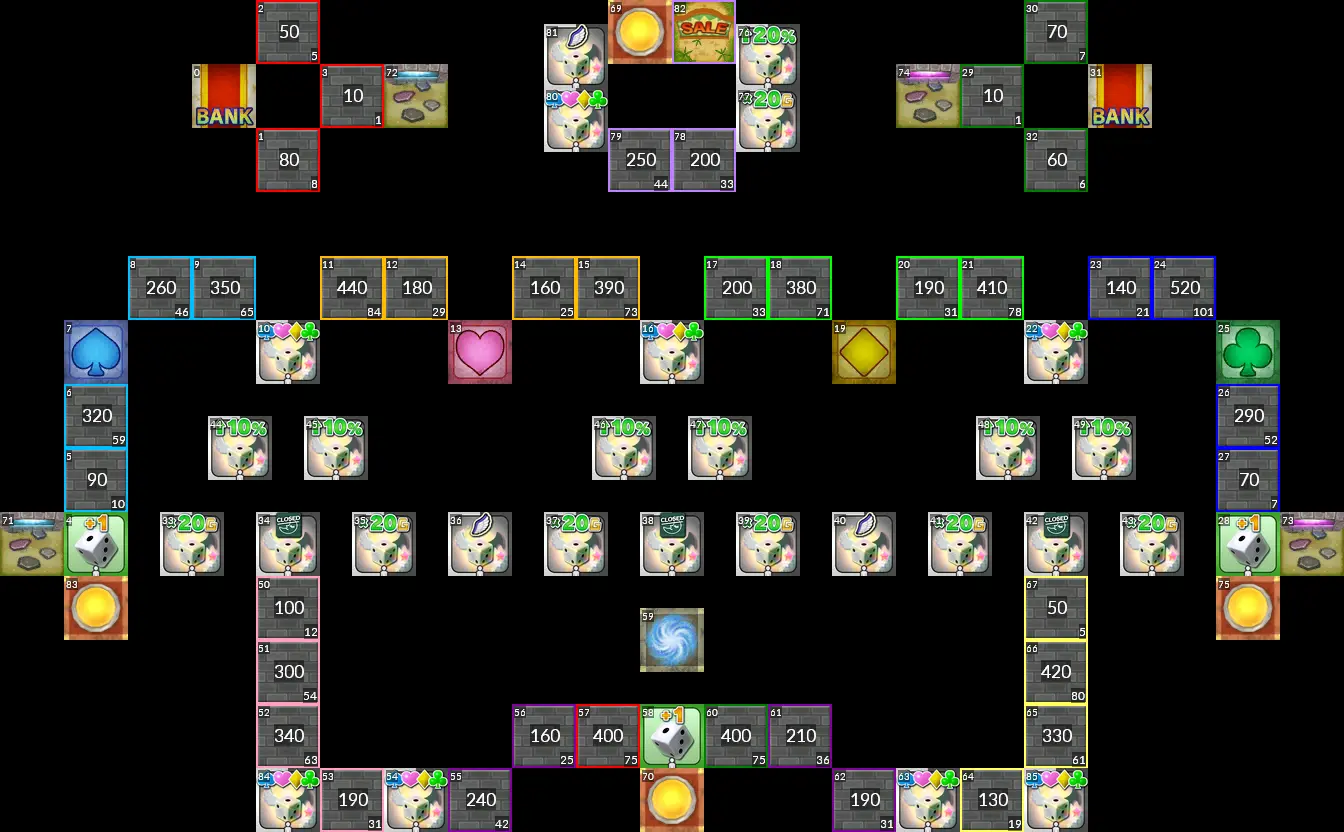 2 50 5
69
82 SALE
30 70 7
81
76 20%
0 BANK
3 10 1
72
80
77 20G
74
29 10 1
31 BANK
1 80 8
79 250 44
78 200 33
32 60 6
8 260 46
9 350 65
11 440 84
12 180 29
14 160 25
15 390 73
17 200 33
18 380 71
20 190 31
21 410 78
23 140 21
24 520 101
7
10
13
16
19
22
25
6 320 59
26 290 52
44 10%
45 10%
46 10%
47 10%
48 10%
49 10%
5 90 10
27 70 7
71
4 +1
33 20G
34 CLOSED
35 20G
36
37 20G
38 CLOSED
39 20G
40
41 20G
42 CLOSED
43 20G
28 +1
73
83
50 100 12
67 50 5
75
59
51 300 54
66 420 80
52 340 63
56 160 25
57 400 75
58 +1
60 400 75
61 210 36
65 330 61
84
53 190 31
54
55 240 42
70
62 190 31
63
64 130 19
85